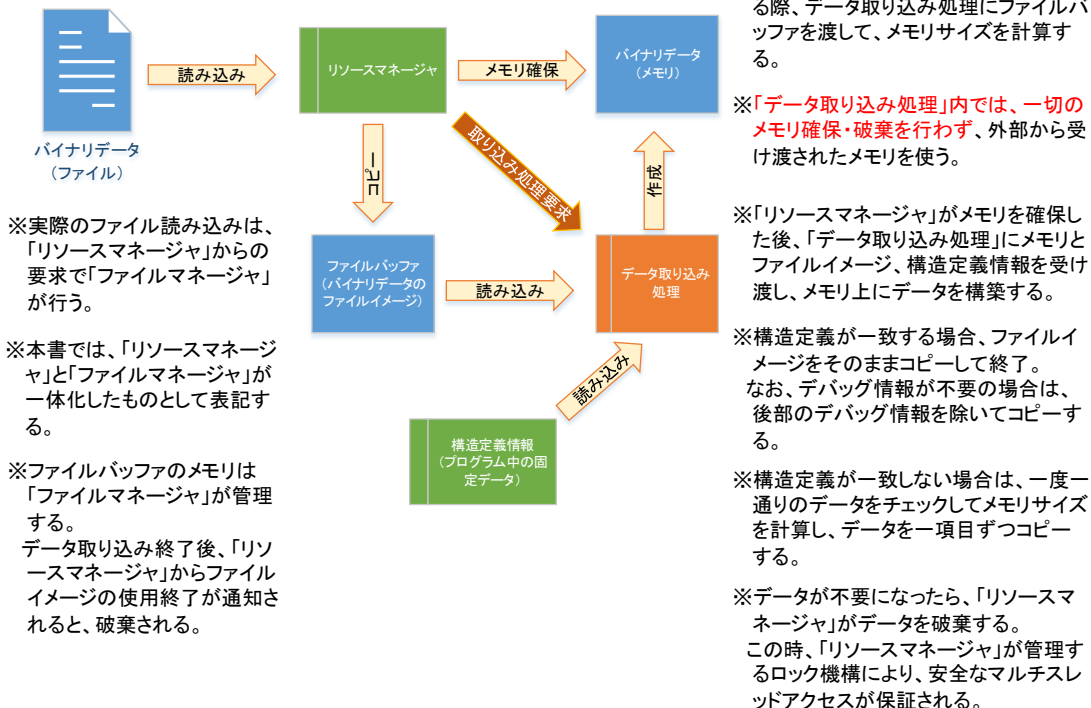 る際、データ取り込み処理にファイルバ
ッファを渡して、メモリサイズを計算す
る。
※「データ取り込み処理」内では、一切の
メモリ確保・破棄を行わず、外部から受
け渡されたメモリを使う。
※「リソースマネージャ」がメモリを確保し
た後、「データ取り込み処理」にメモリと
ファイルイメージ、構造定義情報を受け
渡し、メモリ上にデータを構築する。
※構造定義が一致する場合、ファイルイ
メージをそのままコピーして終了。
なお、デバッグ情報が不要の場合は、
後部のデバッグ情報を除いてコピーす
る。
※構造定義が一致しない場合は、一度一
通りのデータをチェックしてメモリサイズ
を計算し、データを一項目ずつコピー
する。
※データが不要になったら、「リソースマ
ネージャ」がデータを破棄する。
この時、「リソースマネージャ」が管理す
るロック機構により、安全なマルチスレ
ッドアクセスが保証される。
読み込み
リソースマネージャ
メモリ確保
バイナリデータ
(メモリ)
バイナリデータ
(ファイル)
コピー
取り込み処理要求
作成
ファイルバッファ
(バイナリデータの
ファイルイメージ)
読み込み
データ取り込み
処理
読み込み
構造定義情報
(プログラム中の固
定データ)
※実際のファイル読み込みは、
「リソースマネージャ」からの
要求で「ファイルマネージャ」
が行う。
※本書では、「リソースマネージ
ャ」と「ファイルマネージャ」が
一体化したものとして表記す
る。
※ファイルバッファのメモリは
「ファイルマネージャ」が管理
する。
データ取り込み終了後、「リソ
ースマネージャ」からファイル
イメージの使用終了が通知さ
れると、破棄される。